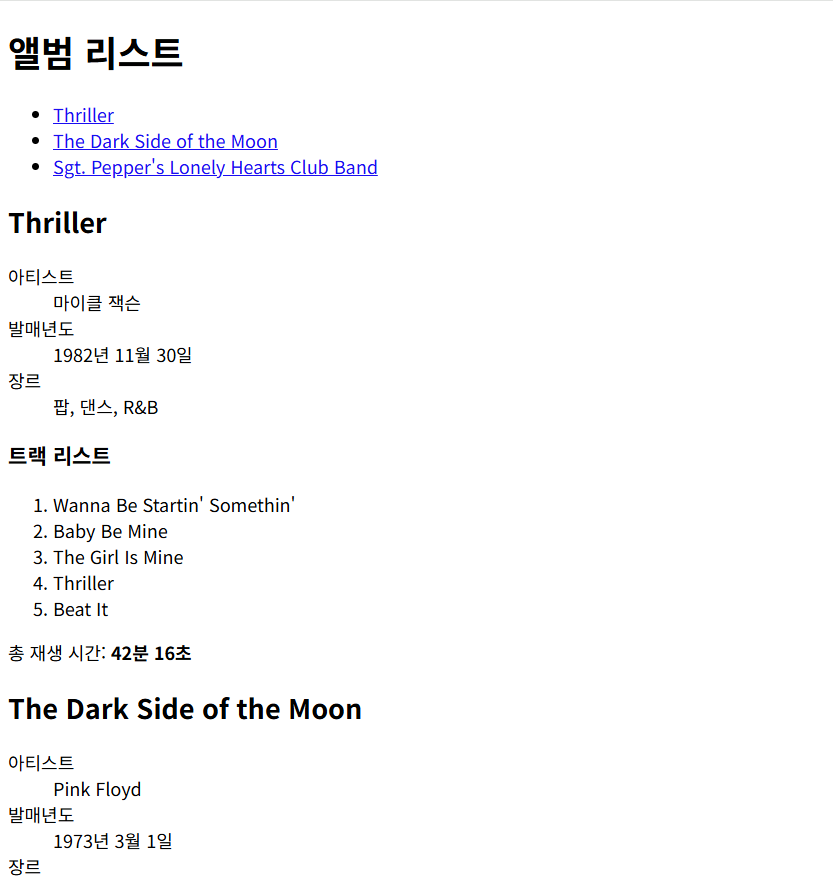 앨범 리스트
Thriller
The Dark Side of the Moon
Sgt. Pepper's Lonely Hearts Club Band
Thriller
아티스트
마이클 잭슨
발매년도
1982년 11월 30일
장르
팝, 댄스, R&B
트랙 리스트
1. Wanna Be Startin' Somethin'
2. Baby Be Mine
3. The Girl Is Mine
4. Thriller
5. Beat It
총 재생 시간: 42분 16초
The Dark Side of the Moon
아티스트
Pink Floyd
발매년도
1973년 3월 1일
장르